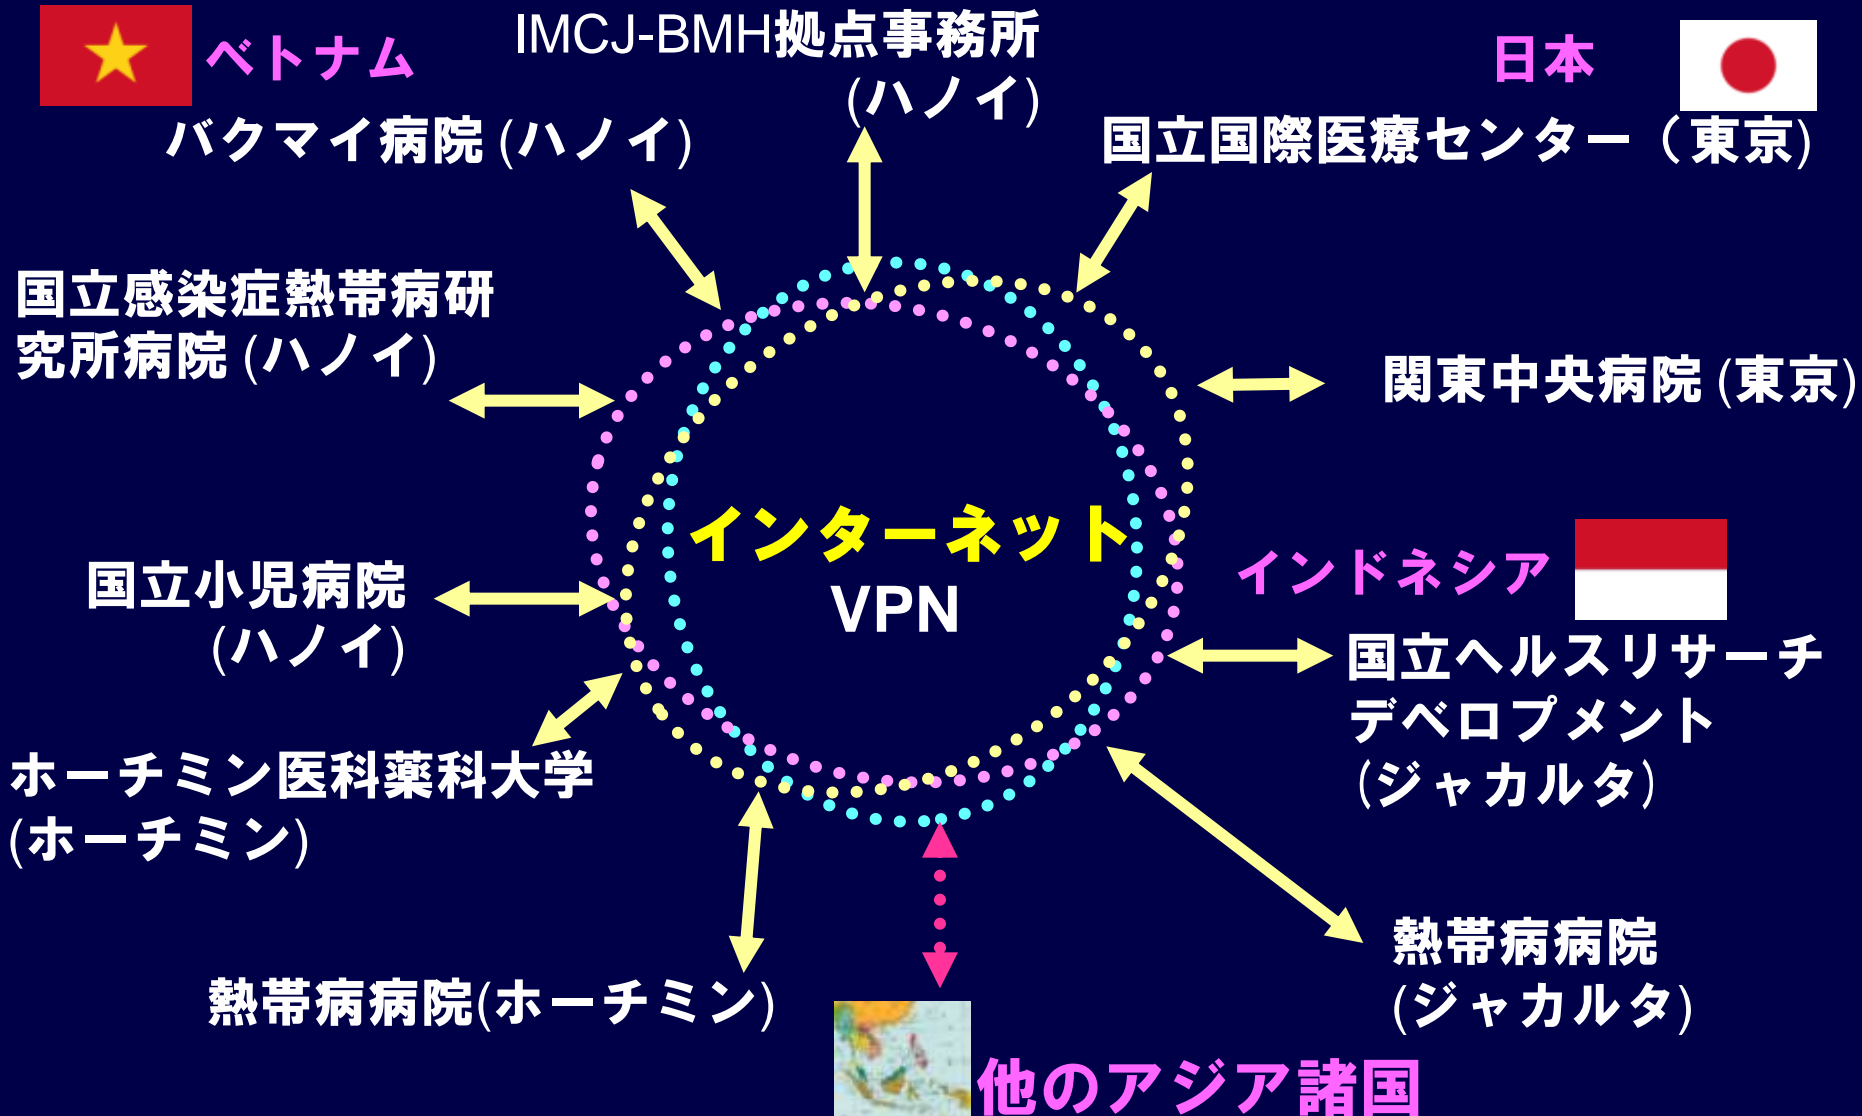 ベトナム
IMCJ-BMH拠点事務所
(ハノイ)
日本
バクマイ病院 (ハノイ)
国立国際医療センター（東京)
国立感染症熱帯病研
究所病院 (ハノイ)
関東中央病院 (東京)
インターネット
VPN
国立小児病院
(ハノイ)
インドネシア
国立ヘルスリサーチ
デベロプメント
(ジャカルタ)
ホーチミン医科薬科大学
(ホーチミン)
熱帯病病院(ホーチミン)
熱帯病病院
(ジャカルタ)
他のアジア諸国